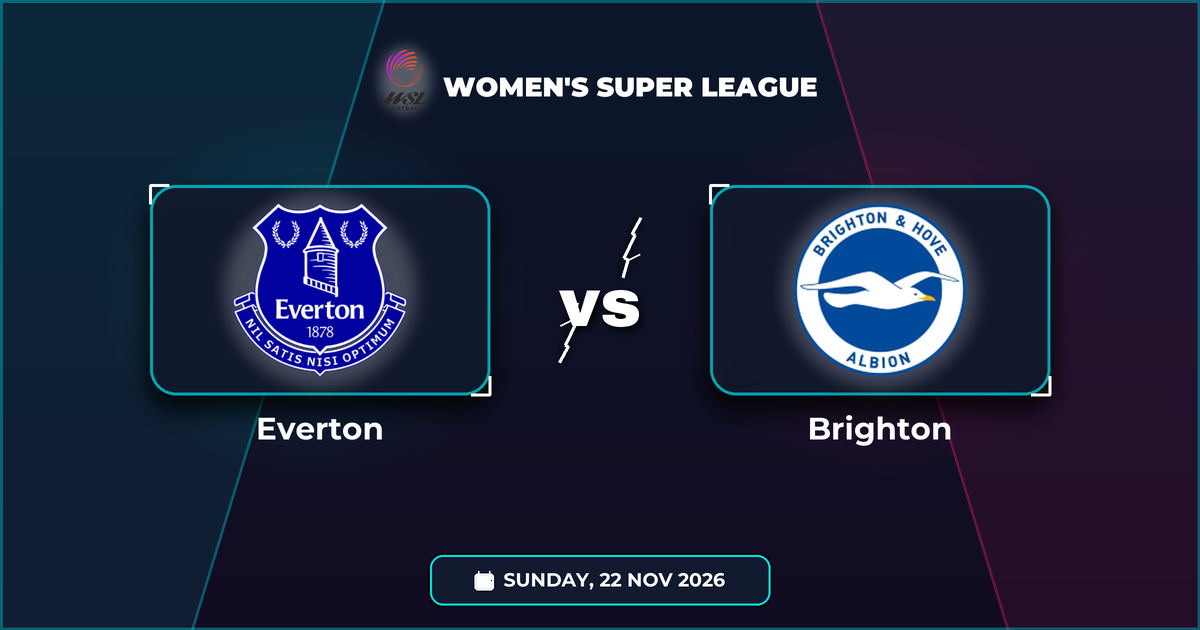 WSL
WOMEN'S SUPER LEAGUE
Everton
1878
NIL SATIS NISI OPTIMUM
VS
BRIGHTON & HOVE
ALBION
Everton
Brighton
SUNDAY, 22 NOV 2026